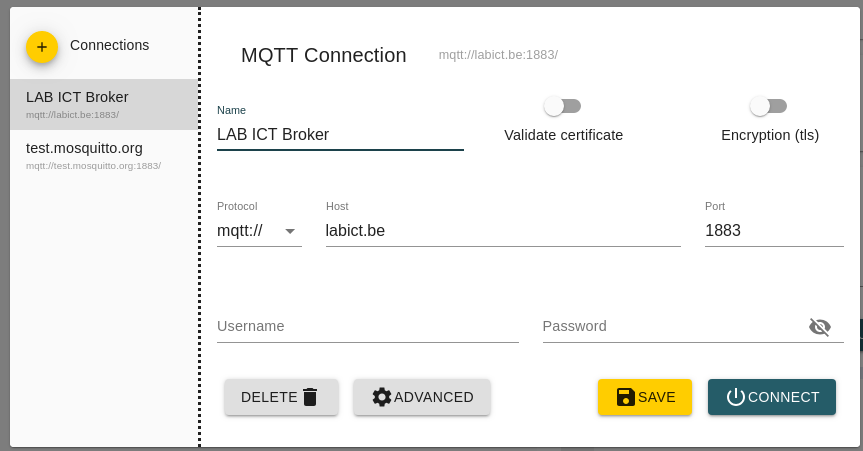 Connections
LAB ICT Broker
mqtt://labict.be:1883/
test.mosquitto.org
mqtt://test.mosquitto.org:1883/
MQTT Connection
mqtt://labict.be:1883/
Name
LAB ICT Broker
Validate certificate
Encryption (tls)
Protocol
mqtt://
Host
labict.be
Port
1883
Username
Password
DELETE
ADVANCED
SAVE
CONNECT